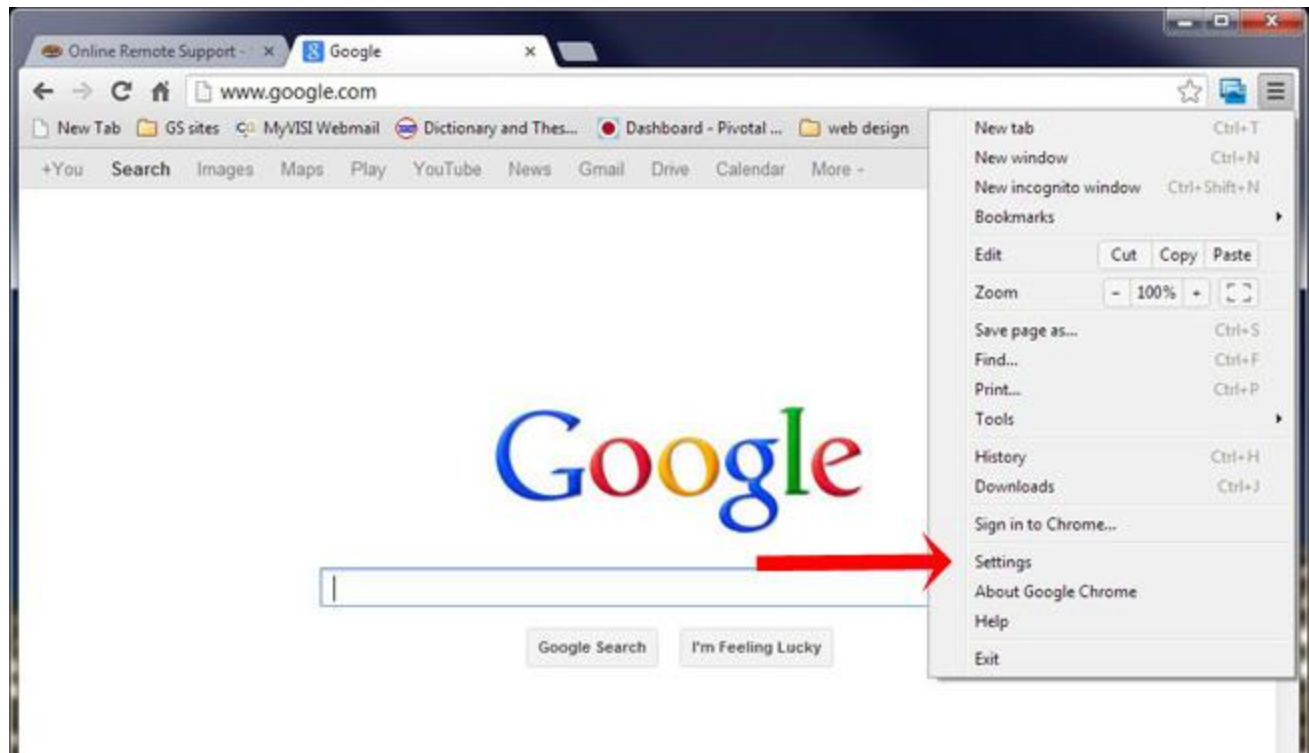 Online Remote Support -
Google
www.google.com
New Tab GS sites MyVISI Webmail Dictionary and Thes... Dashboard - Pivotal ... web design
+You Search Images Maps Play YouTube News Gmail Drive Calendar More
Google
Google Search I'm Feeling Lucky
New tab Ctrl+T
New window Ctrl+N
New incognito window Ctrl+Shift+N
Bookmarks
Edit Cut Copy Paste
Zoom - 100% +
Save page as... Ctrl+S
Find... Ctrl+F
Print... Ctrl+P
Tools
History Ctrl+H
Downloads Ctrl+J
Sign in to Chrome...
Settings
About Google Chrome
Help
Exit